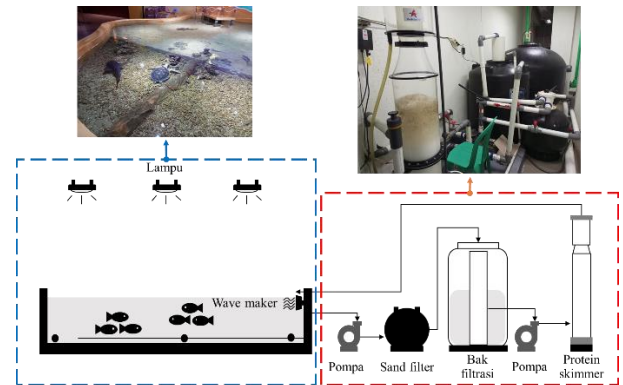 Lampu
Wave maker
Pompa
Sand filter
Bak
filtrasi
Pompa
Protein
skimmer